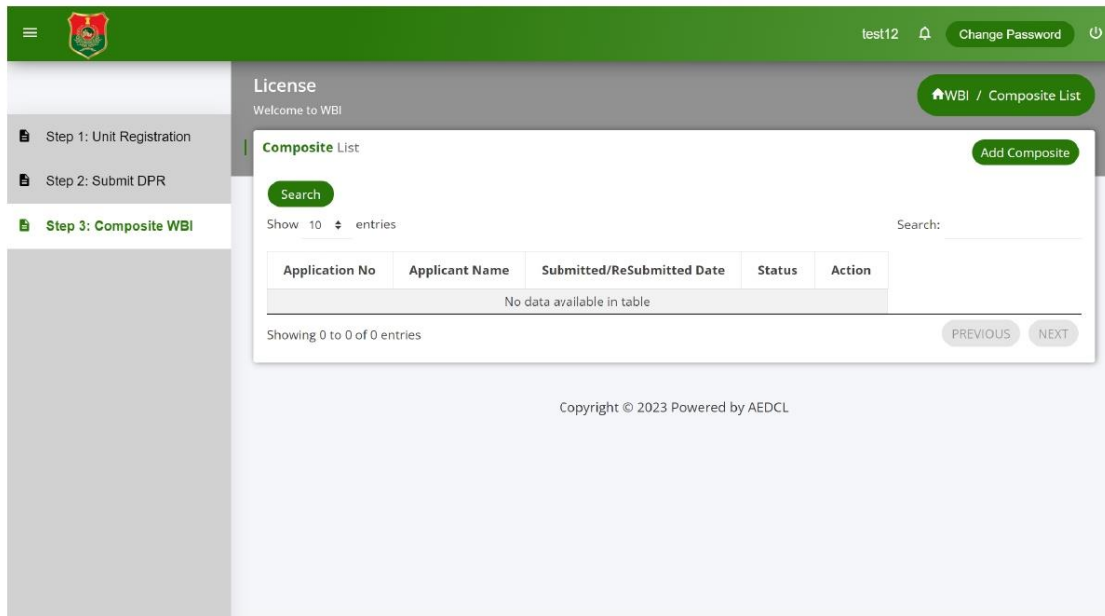 test12 Change Password
License
Welcome to WBI
WBI / Composite List
Step 1: Unit Registration
Step 2: Submit DPR
Step 3: Composite WBI
Composite List
Add Composite
Search
Show 10 entries
Search:
Application No Applicant Name Submitted/ReSubmitted Date Status Action
No data available in table
Showing 0 to 0 of 0 entries
PREVIOUS NEXT
Copyright © 2023 Powered by AEDCL